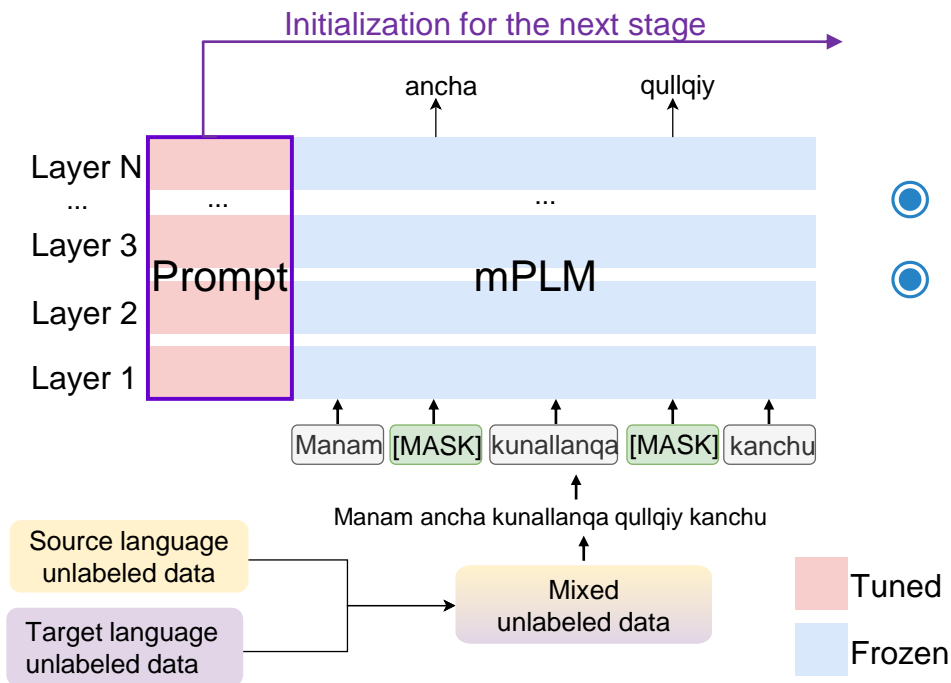 Initialization for the next stage
ancha
qullqiy
Layer N
...
...
...
Layer 3
Prompt
mPLM
Layer 2
Layer 1
Manam
[MASK]
kunallanqa
[MASK]
kanchu
Manam ancha kunallanqa qullqiy kanchu
Source language
unlabeled data
Mixed
unlabeled data
Target language
unlabeled data
Tuned
Frozen